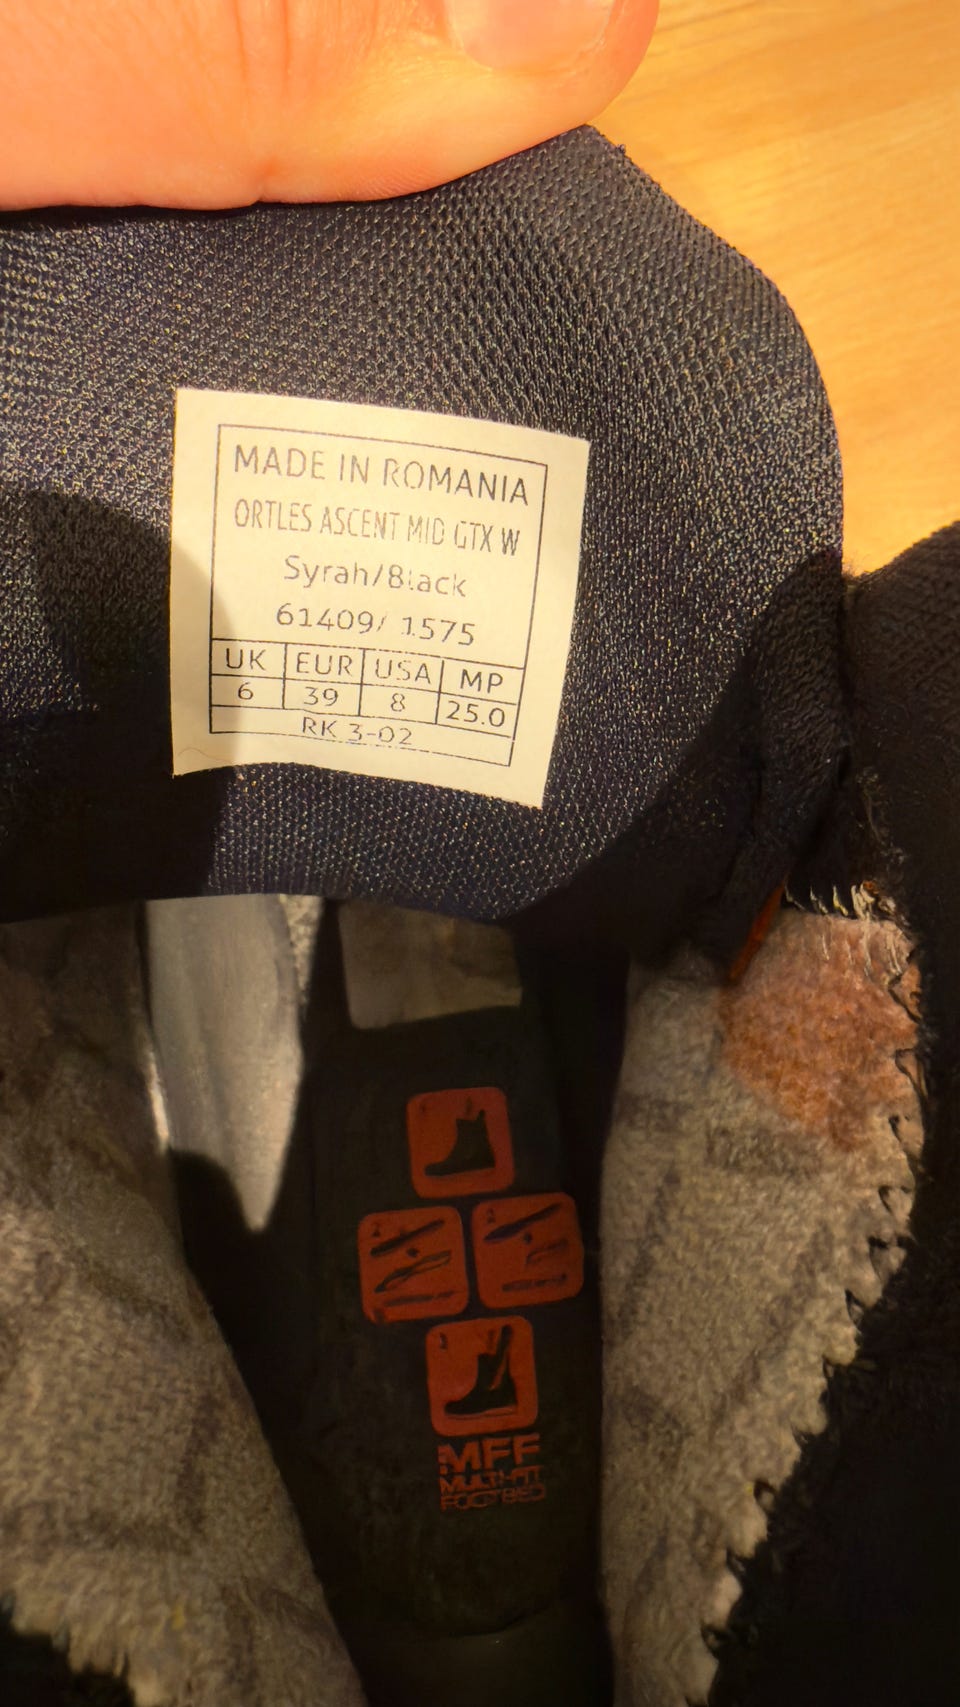 MADE IN ROMANIA
ORTLES ASCENT MID GTX W
Syrah/Black
61409/ 1575
UK EUR USA MP
6 39 8 25.0
RK 3-02
MFF
MULTI-FIT
FOOTBED